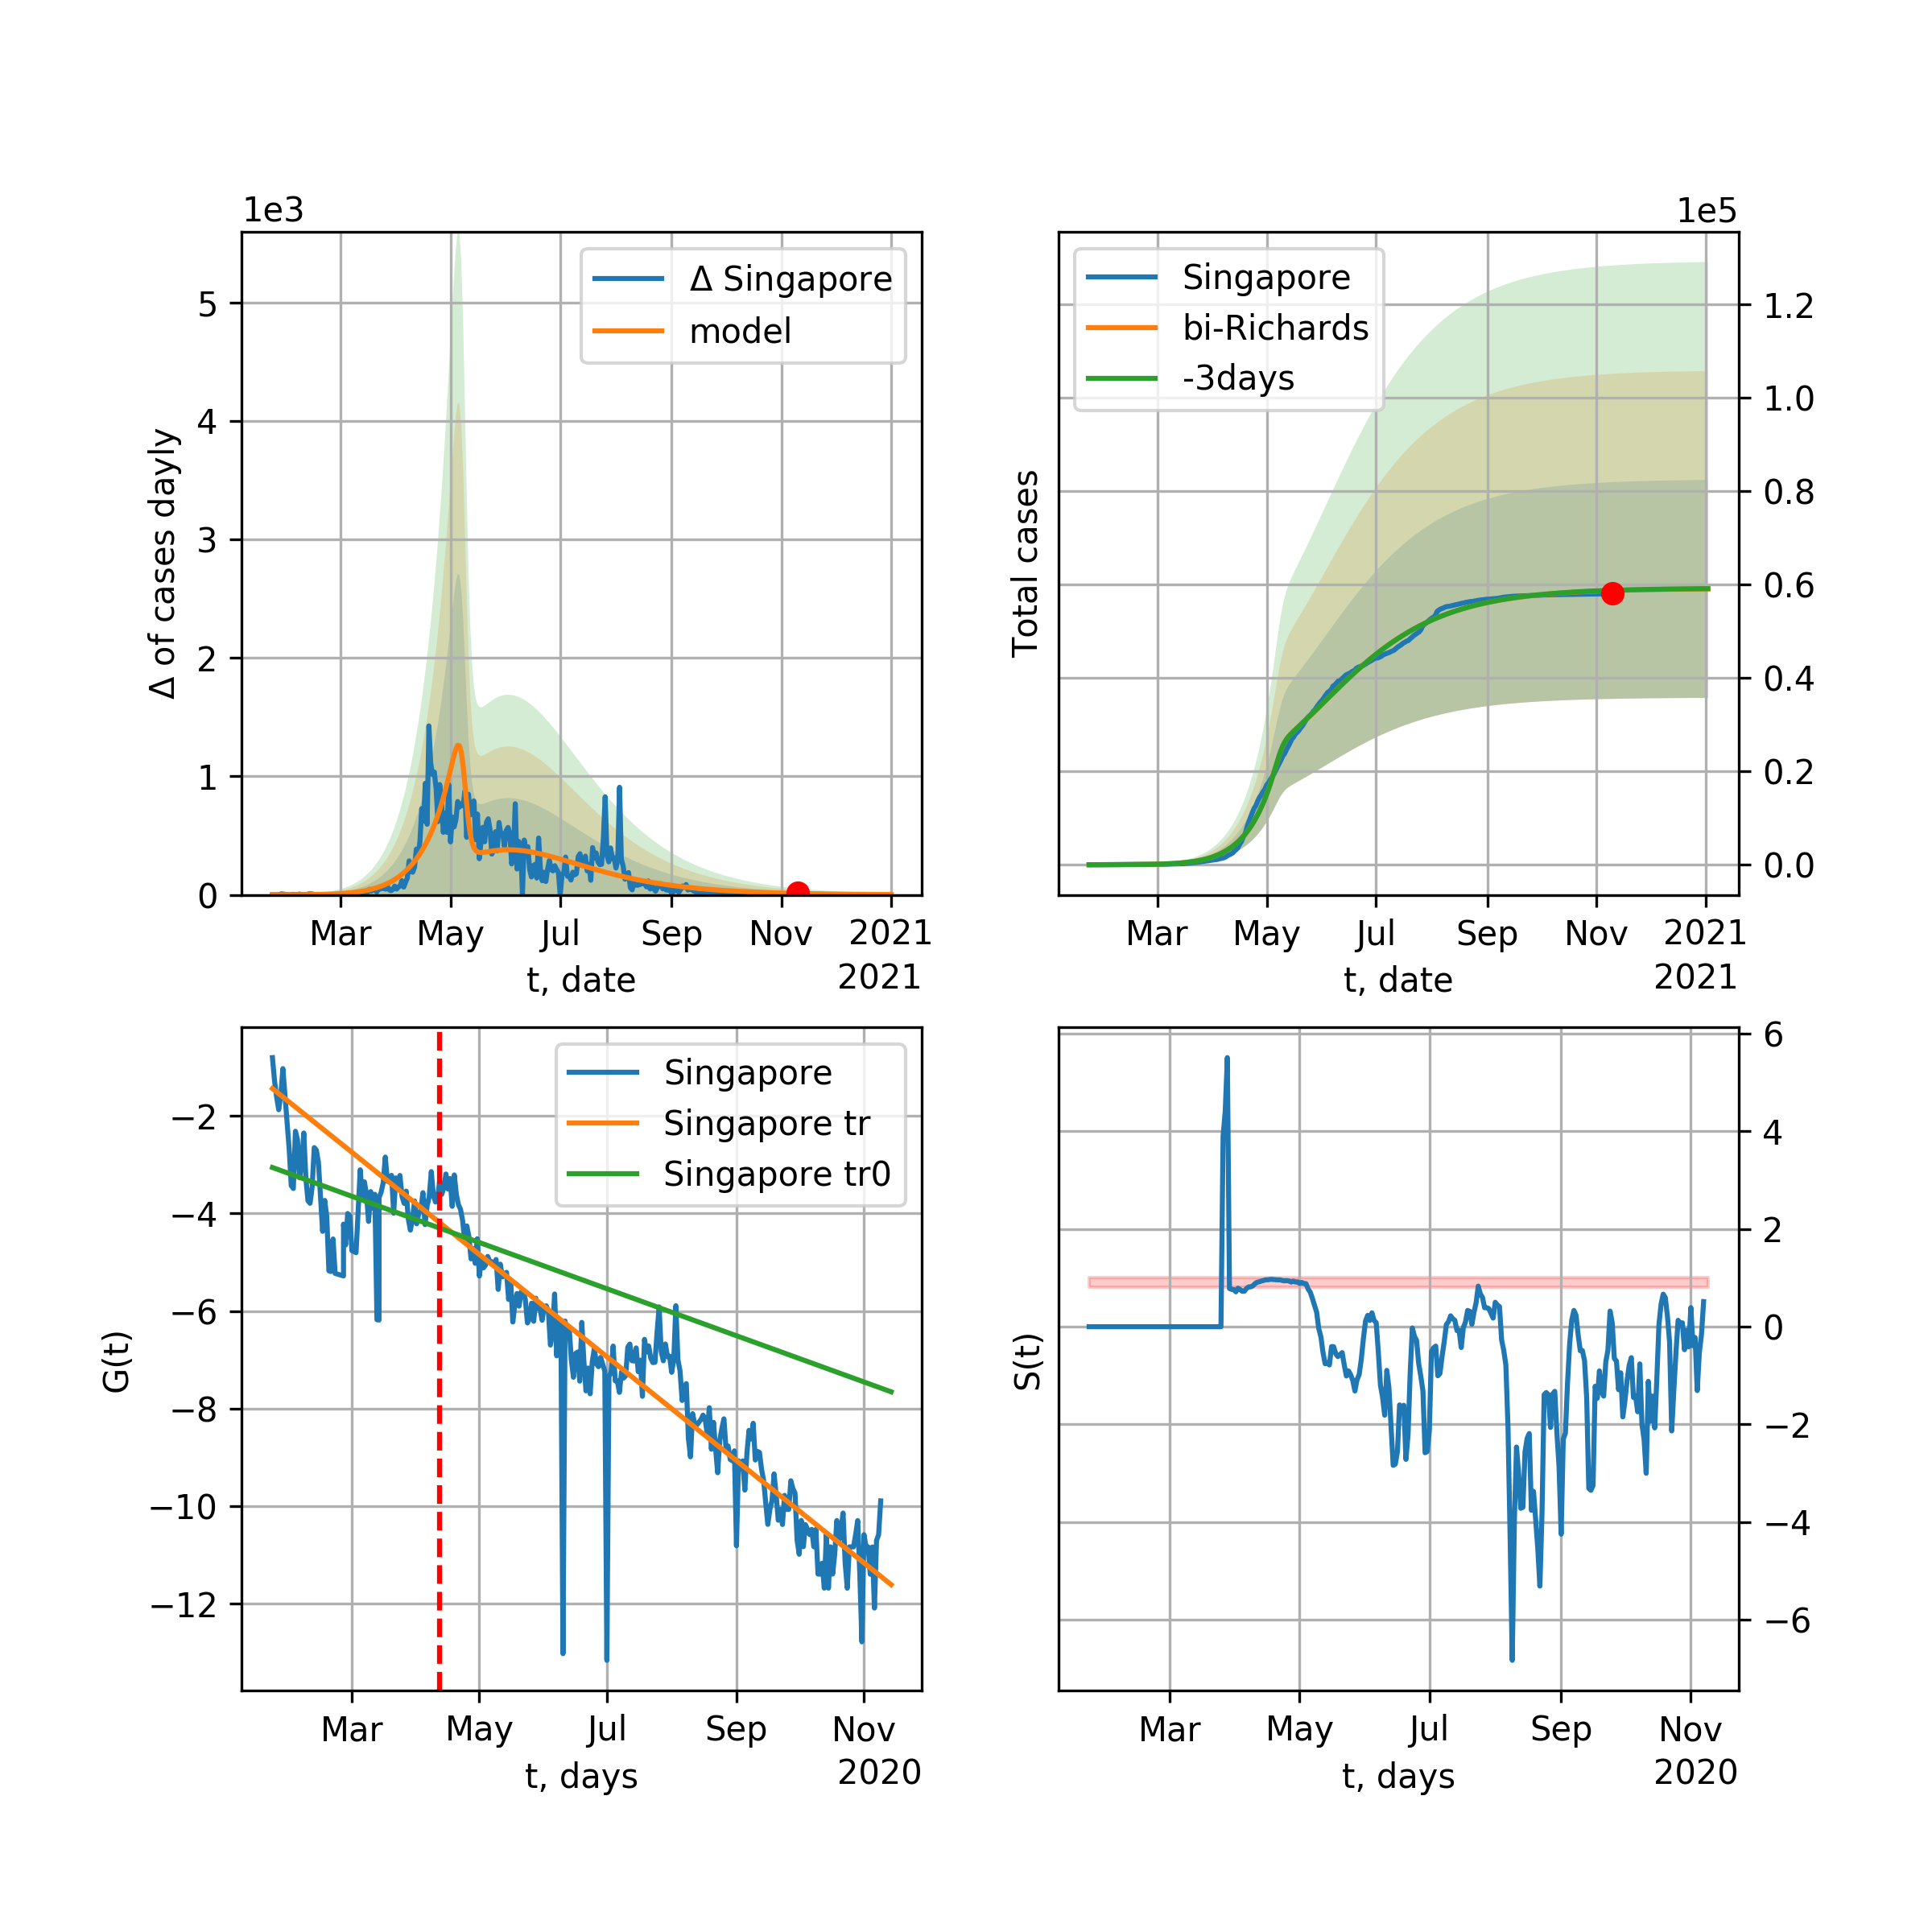 1e3
Δ of cases dayly
5
4
3
2
1
0
Δ Singapore
model
Mar May Jul Sep Nov 2021
t, date
2021
1e5
Total cases
Singapore
bi-Richards
-3days
1.2
1.0
0.8
0.6
0.4
0.2
0.0
Mar May Jul Sep Nov 2021
t, date
2021
G(t)
−2
−4
−6
−8
−10
−12
Singapore
Singapore tr
Singapore tr0
Mar May Jul Sep Nov
t, days
2020
S(t)
6
4
2
0
−2
−4
−6
Mar May Jul Sep Nov
t, days
2020